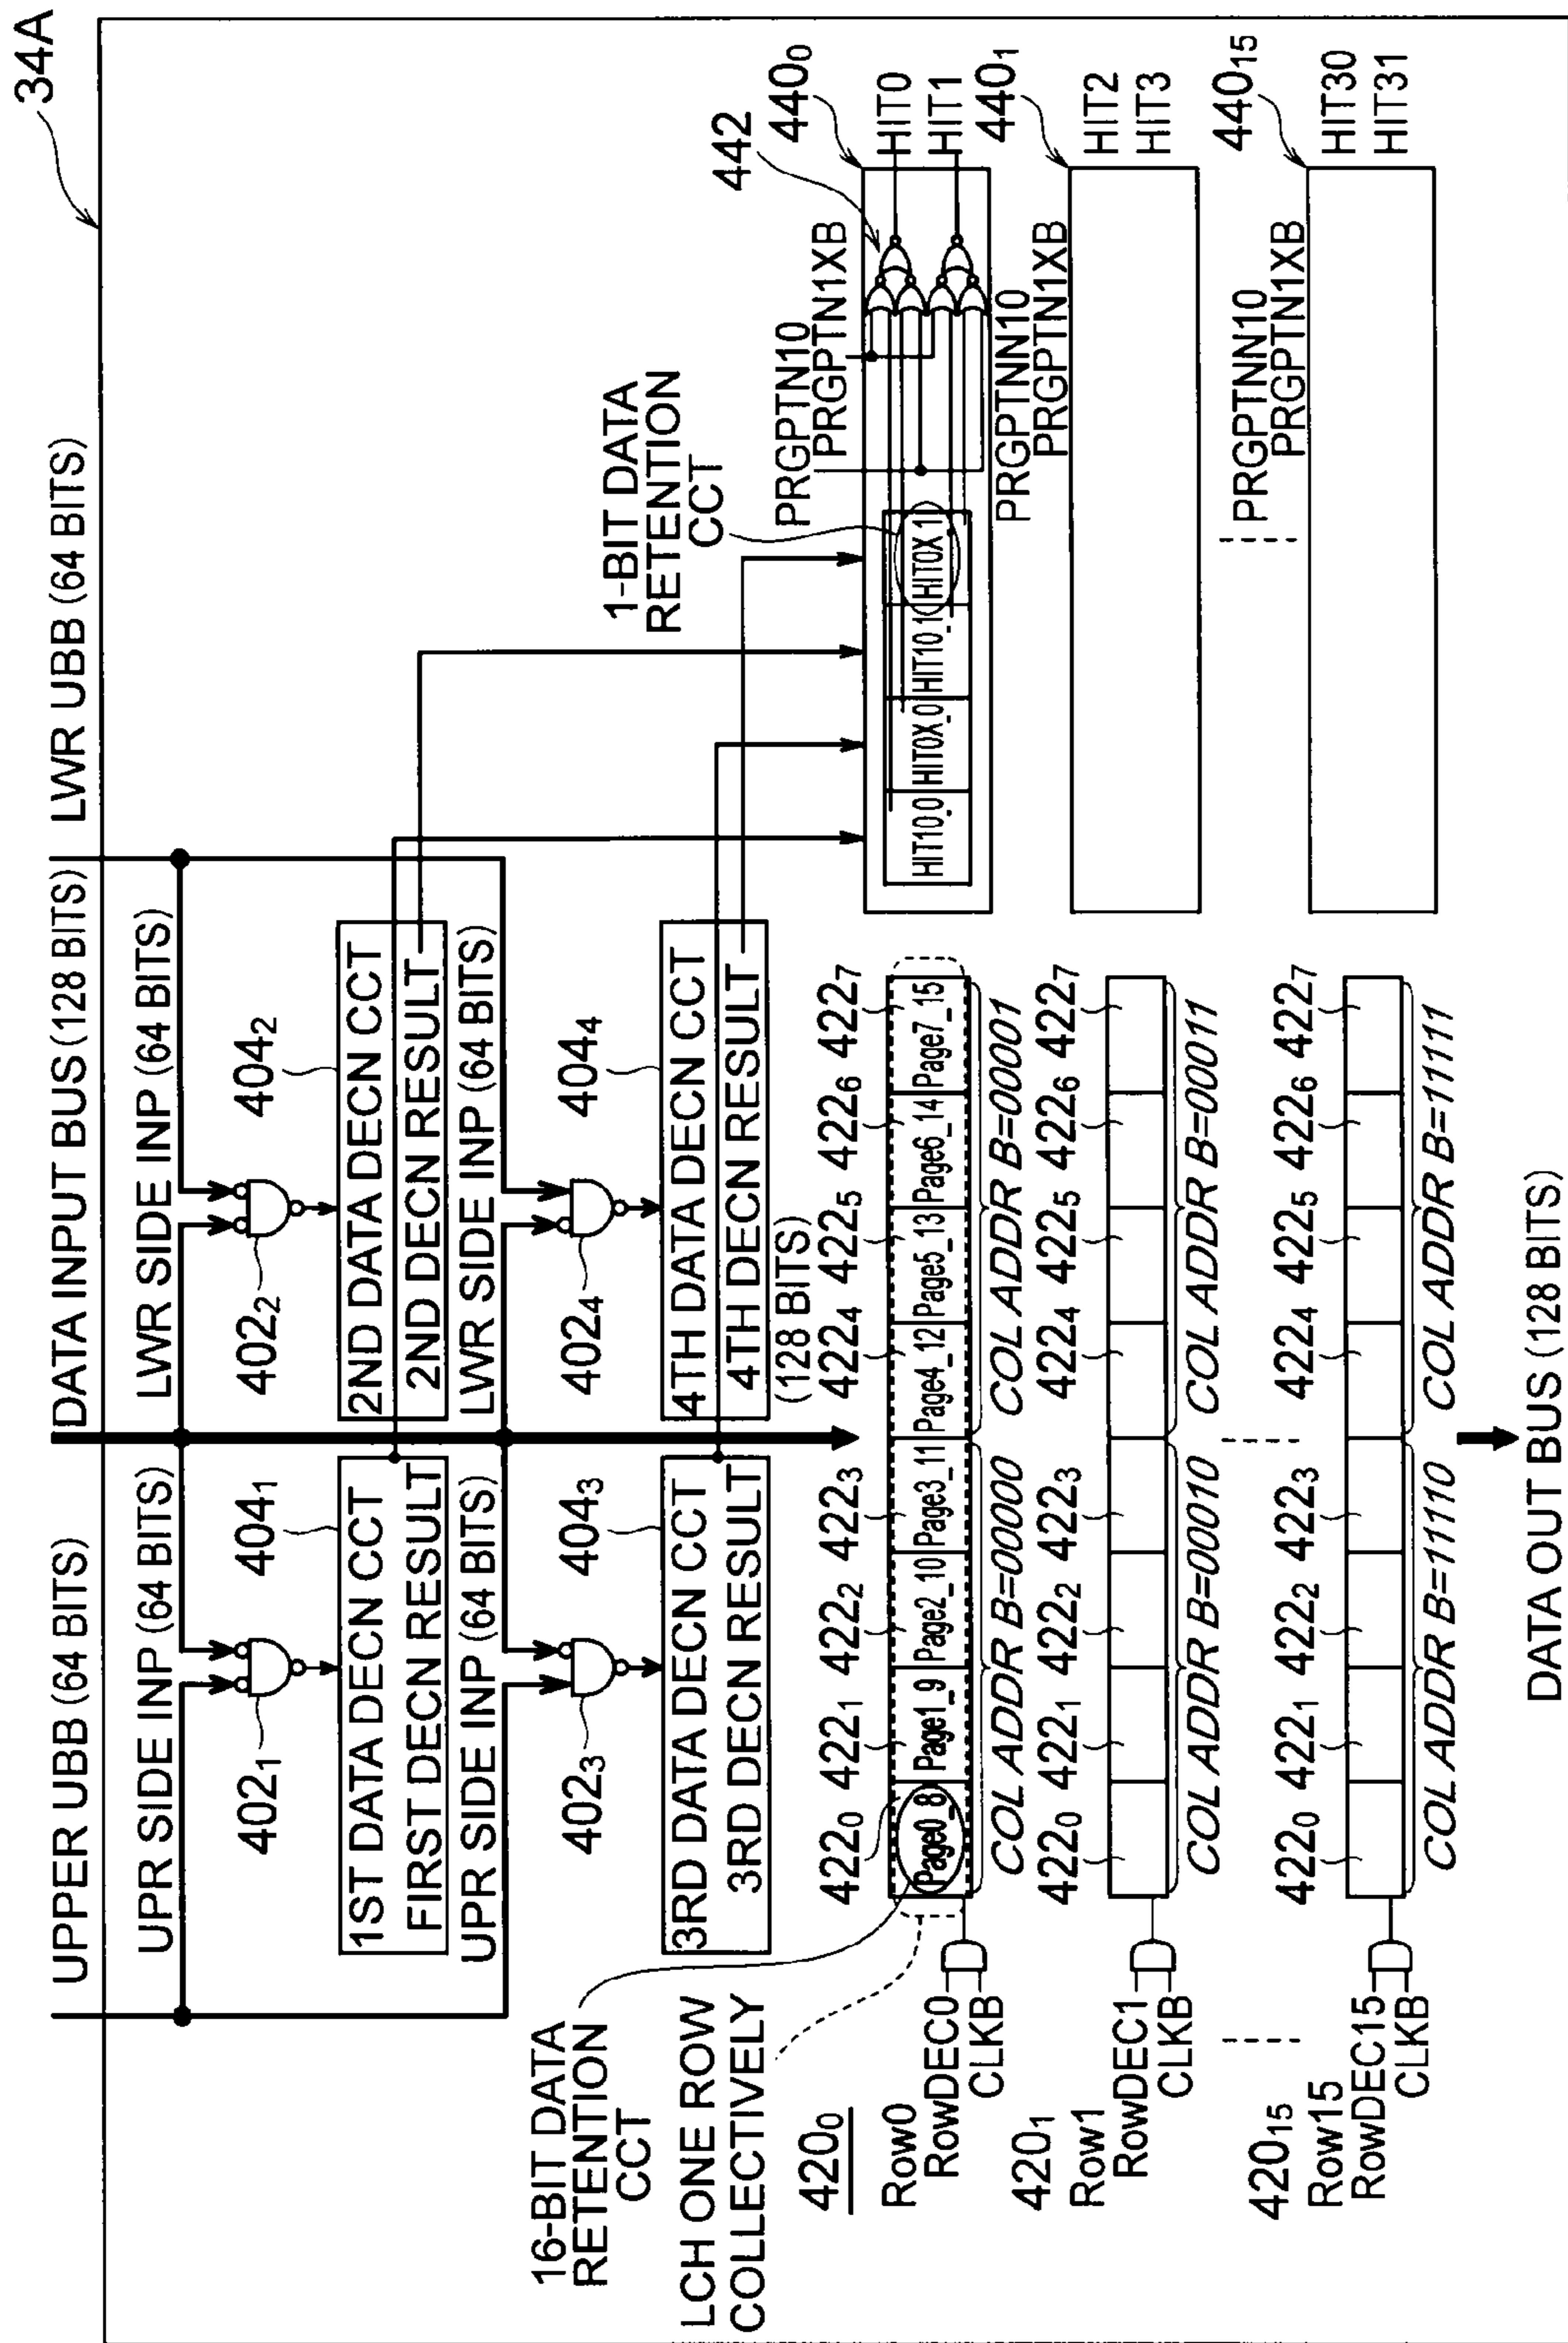 34A
UPPER UBB (64 BITS)
DATA INPUT BUS (128 BITS)
LWR UBB (64 BITS)
UPR SIDE INP (64 BITS)
LWR SIDE INP (64 BITS)
402₁
404₁
402₂
404₂
1ST DATA DECN CCT
FIRST DECN RESULT
2ND DATA DECN CCT
2ND DECN RESULT
UPR SIDE INP (64 BITS)
LWR SIDE INP (64 BITS)
402₃
404₃
402₄
404₄
3RD DATA DECN CCT
3RD DECN RESULT
4TH DATA DECN CCT
4TH DECN RESULT
(128 BITS)
16-BIT DATA
RETENTION
CCT
LCH ONE ROW
COLLECTIVELY
1-BIT DATA
RETENTION
CCT
420₀
Row0
RowDEC0
CLKB
422₀ 422₁ 422₂ 422₃ 422₄ 422₅ 422₆ 422₇
Page0_8 Page1_9 Page2_10 Page3_11 Page4_12 Page5_13 Page6_14 Page7_15
COL ADDR B=00000 COL ADDR B=00001
PRGPTN10
PRGPTN1XB
442
440₀
HIT10_0 HIT0X_0 HIT10_1 HIT0X_1
HIT0
HIT1
420₁
Row1
RowDEC1
CLKB
422₀ 422₁ 422₂ 422₃ 422₄ 422₅ 422₆ 422₇
COL ADDR B=00010 COL ADDR B=00011
PRGPTNN10
PRGPTN1XB
440₁
HIT2
HIT3
420₁₅
Row15
RowDEC15
CLKB
422₀ 422₁ 422₂ 422₃ 422₄ 422₅ 422₆ 422₇
COL ADDR B=11110 COL ADDR B=11111
PRGPTNN10
PRGPTN1XB
440₁₅
HIT30
HIT31
DATA OUT BUS (128 BITS)